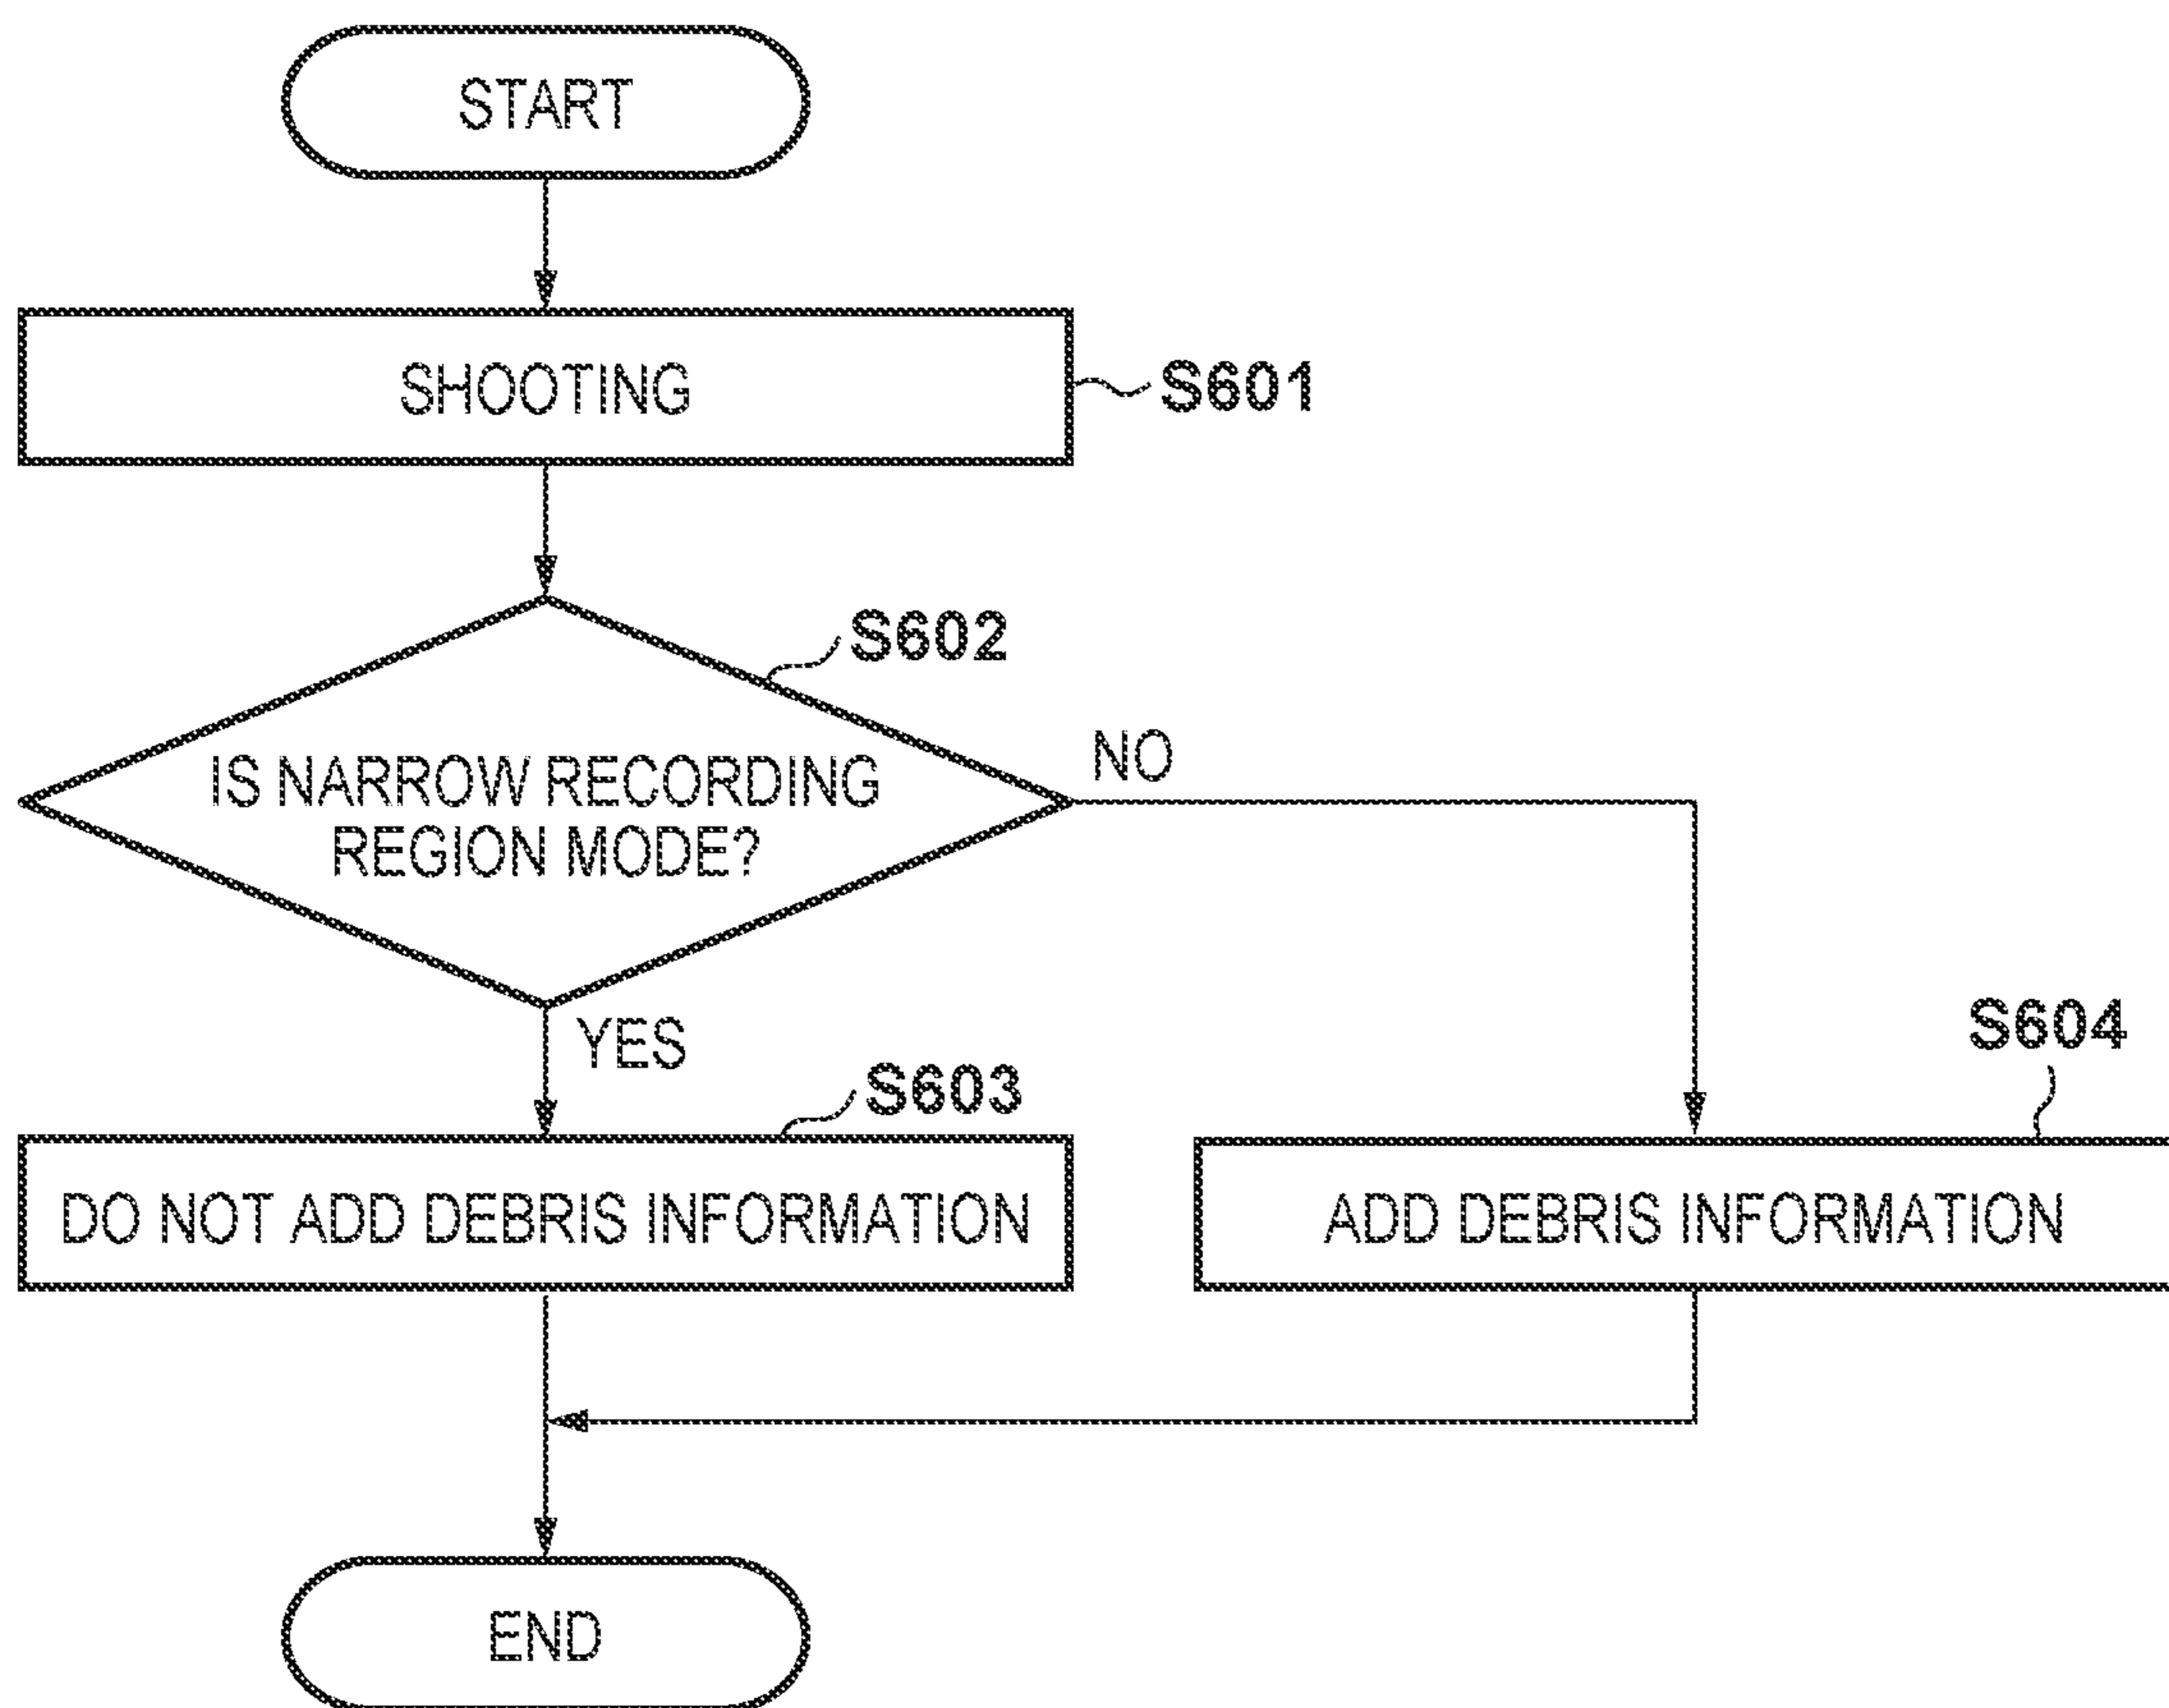 START
SHOOTING
S601
S602
IS NARROW RECORDING
REGION MODE?
NO
YES
S603
DO NOT ADD DEBRIS INFORMATION
S604
ADD DEBRIS INFORMATION
END